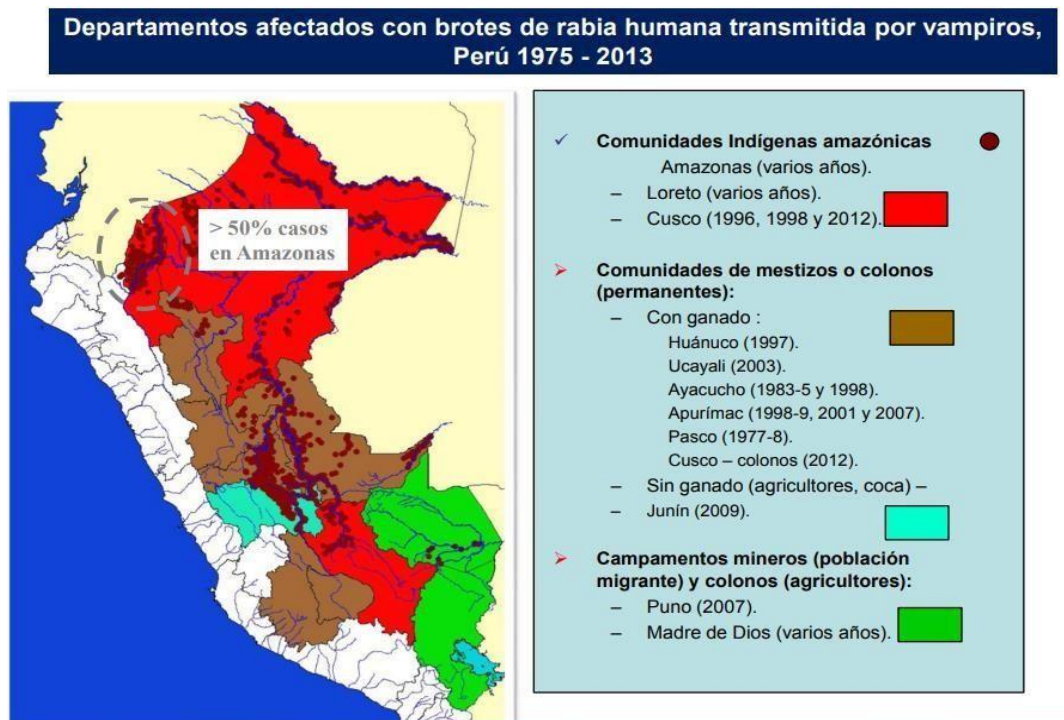 Departamentos afectados con brotes de rabia humana transmitida por vampiros,
Perú 1975 - 2013
> 50% casos
en Amazonas
✓ Comunidades Indígenas amazónicas
Amazonas (varios años).
– Loreto (varios años).
– Cusco (1996, 1998 y 2012).
➢ Comunidades de mestizos o colonos
(permanentes):
– Con ganado :
Huánuco (1997).
Ucayali (2003).
Ayacucho (1983-5 y 1998).
Apurímac (1998-9, 2001 y 2007).
Pasco (1977-8).
Cusco – colonos (2012).
– Sin ganado (agricultores, coca) –
– Junín (2009).
➢ Campamentos mineros (población
migrante) y colonos (agricultores):
– Puno (2007).
– Madre de Dios (varios años).